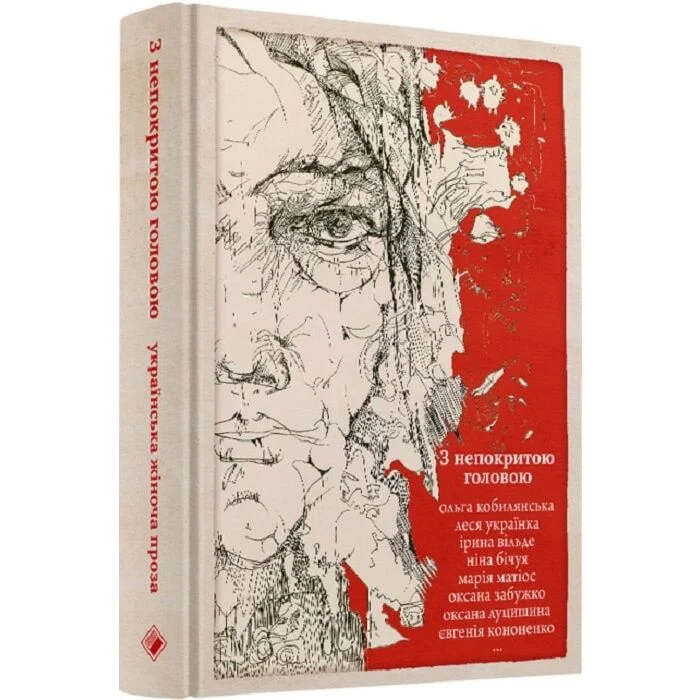 З непокритою головою українська жіноча проза
З непокритою
головою
ольга кобилянська
леся українка
ірина вільде
ніна бічуя
марія матіос
оксана забужко
оксана луцишина
євгенія кононенко
...